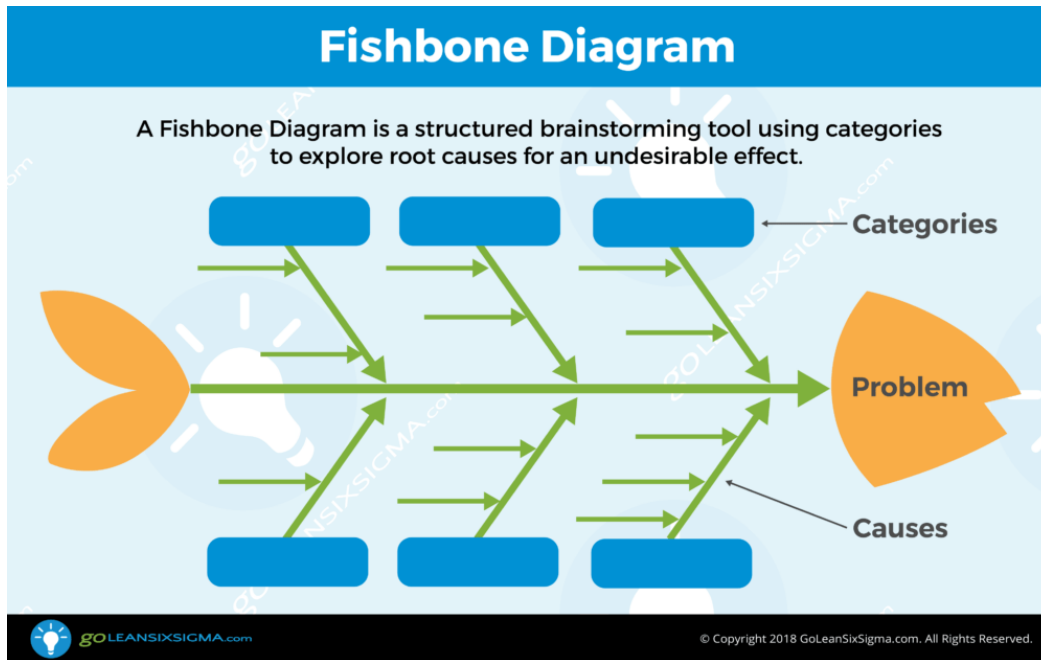 Fishbone Diagram
A Fishbone Diagram is a structured brainstorming tool using categories
to explore root causes for an undesirable effect.
Categories
Problem
Causes
goLEANSIXSIGMA.com
© Copyright 2018 GoLeanSixSigma.com. All Rights Reserved.